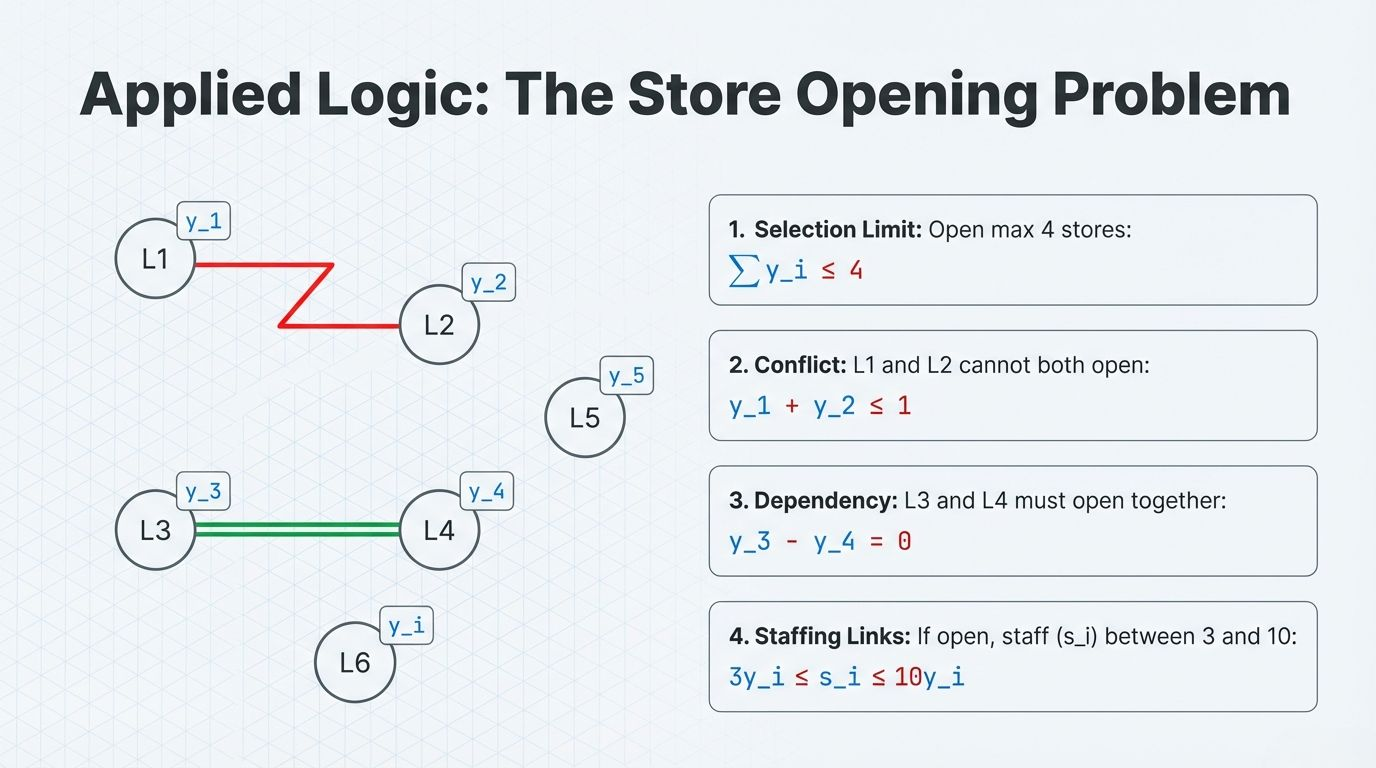 Applied Logic: The Store Opening Problem
y_1
L1
y_2
L2
y_5
L5
y_3
L3
y_4
L4
y_i
L6
1. Selection Limit: Open max 4 stores:
∑y_i ≤ 4
2. Conflict: L1 and L2 cannot both open:
y_1 + y_2 ≤ 1
3. Dependency: L3 and L4 must open together:
y_3 - y_4 = 0
4. Staffing Links: If open, staff (s_i) between 3 and 10:
3y_i ≤ s_i ≤ 10y_i